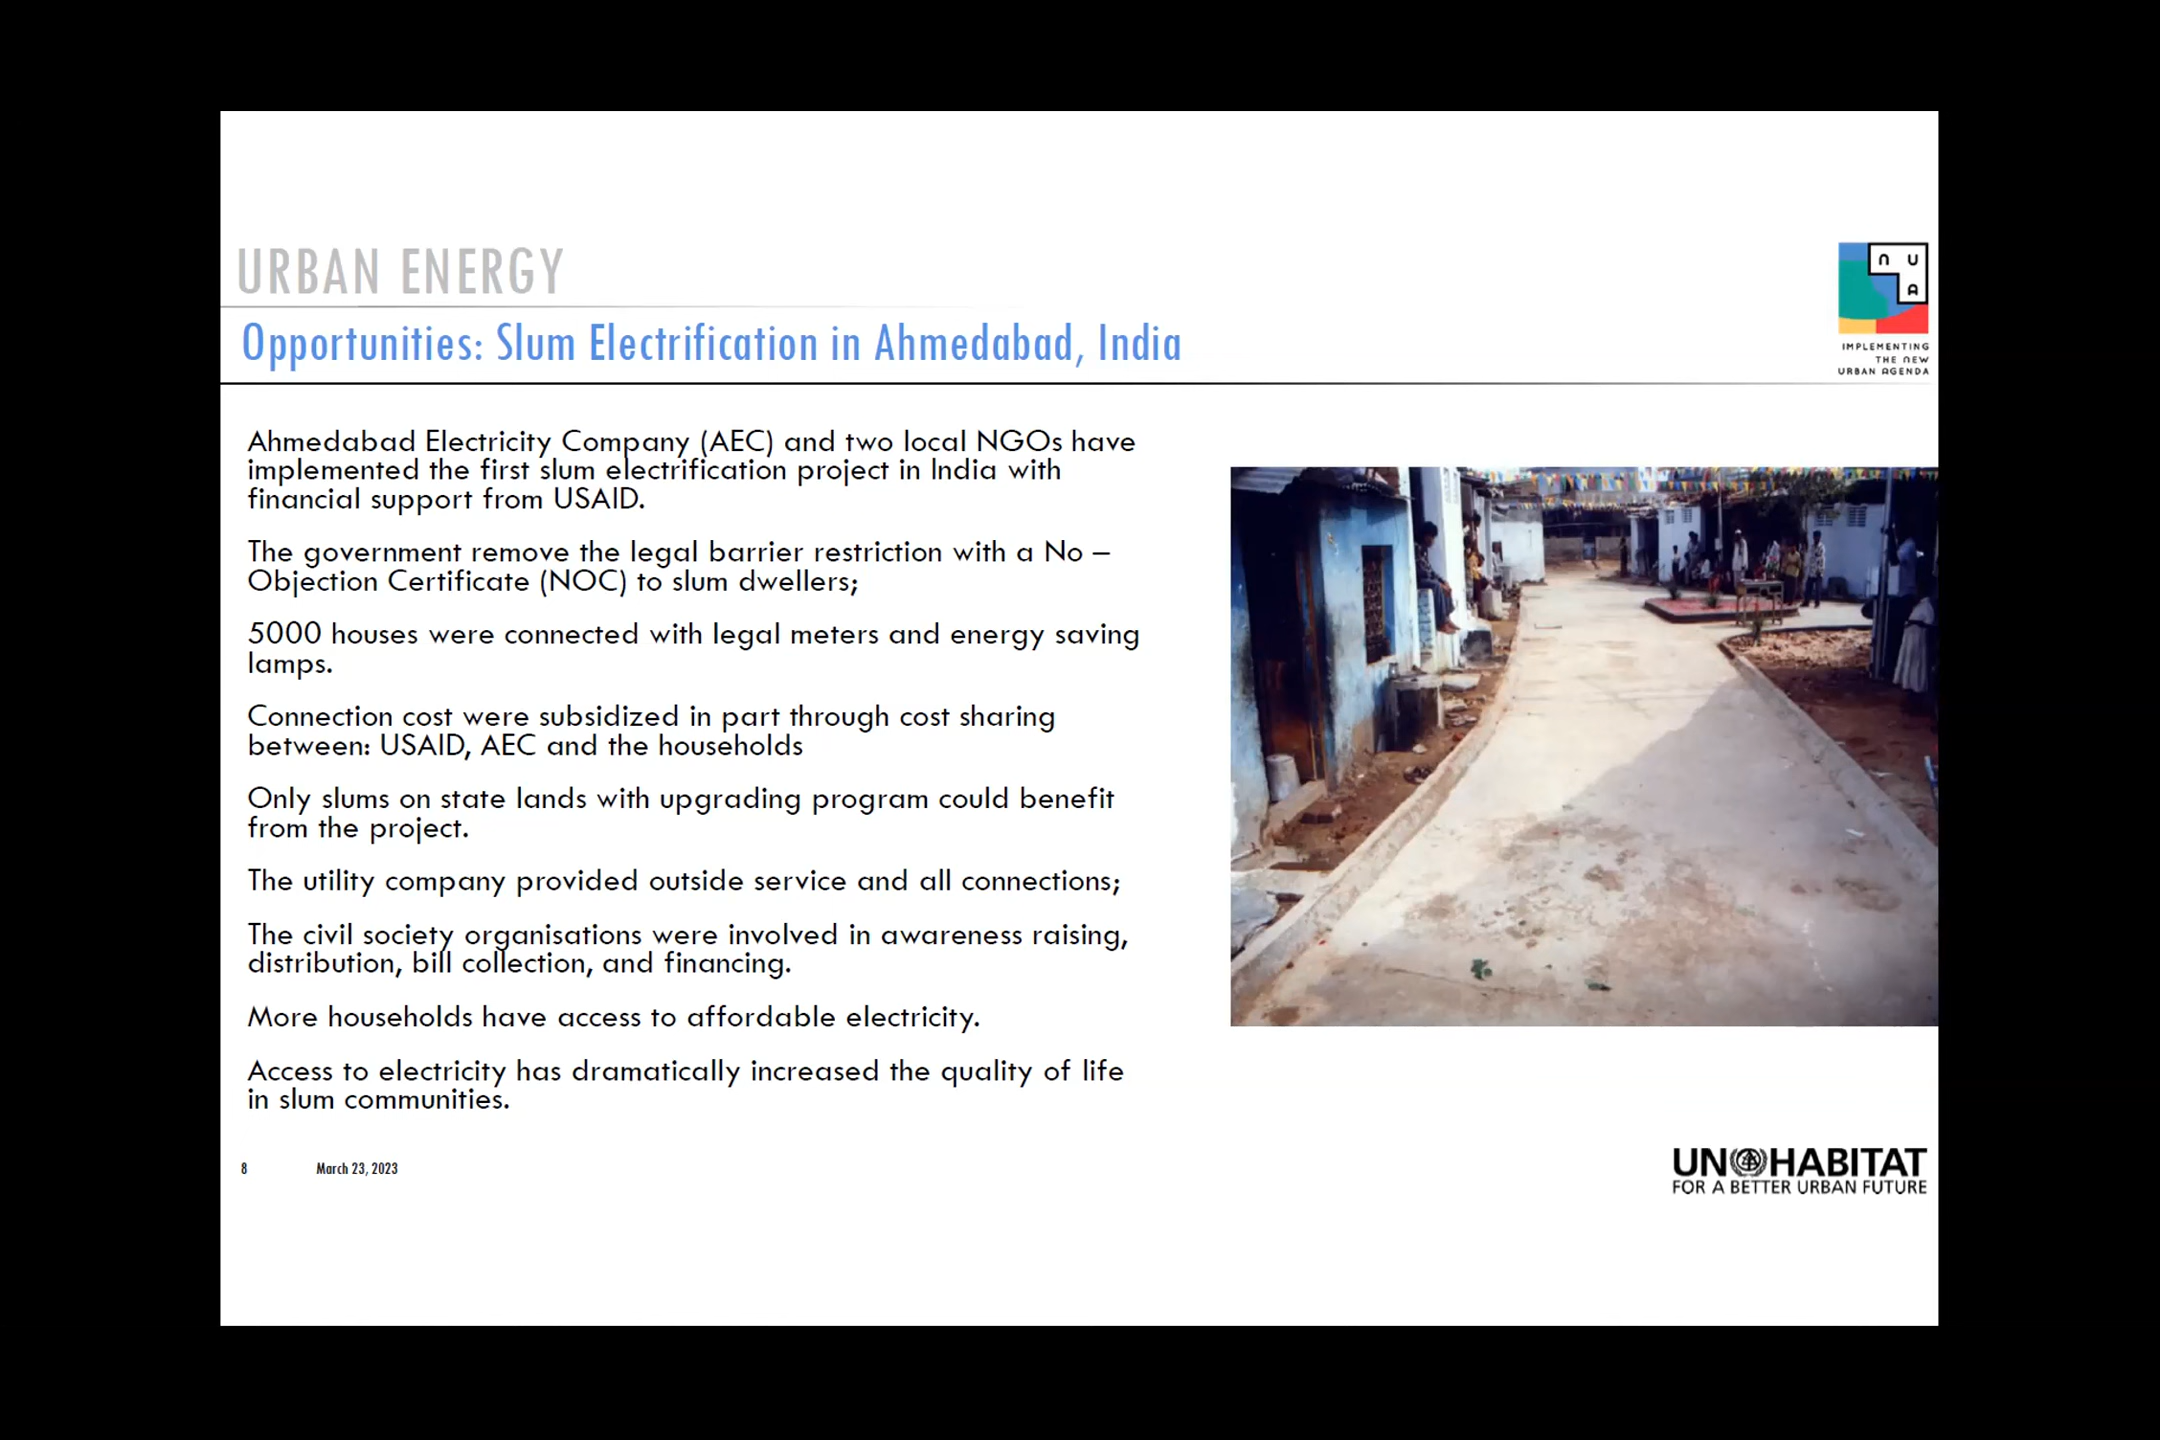 URBAN ENERGY
Opportunities: Slum Electrification in Ahmedabad, India
N U
A
IMPLEMENTING
THE NEW
URBAN AGENDA
Ahmedabad Electricity Company (AEC) and two local NGOs have
implemented the first slum electrification project in India with
financial support from USAID.
The government remove the legal barrier restriction with a No –
Objection Certificate (NOC) to slum dwellers;
5000 houses were connected with legal meters and energy saving
lamps.
Connection cost were subsidized in part through cost sharing
between: USAID, AEC and the households
Only slums on state lands with upgrading program could benefit
from the project.
The utility company provided outside service and all connections;
The civil society organisations were involved in awareness raising,
distribution, bill collection, and financing.
More households have access to affordable electricity.
Access to electricity has dramatically increased the quality of life
in slum communities.
8 March 23, 2023
UN HABITAT
FOR A BETTER URBAN FUTURE